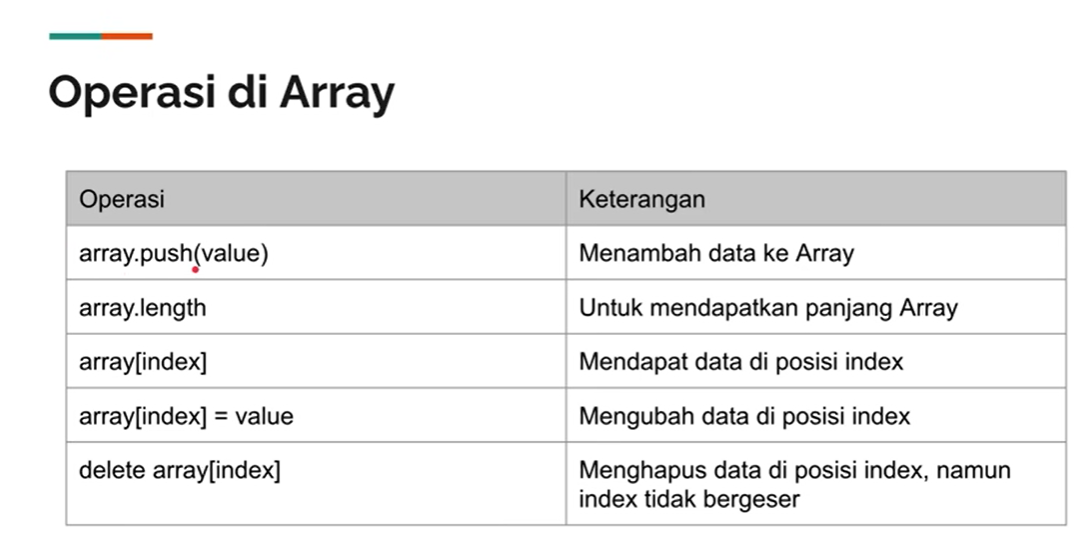 Operasi di Array
Operasi
Keterangan
array.push(value)
Menambah data ke Array
array.length
Untuk mendapatkan panjang Array
array[index]
Mendapat data di posisi index
array[index] = value
Mengubah data di posisi index
delete array[index]
Menghapus data di posisi index, namun
index tidak bergeser